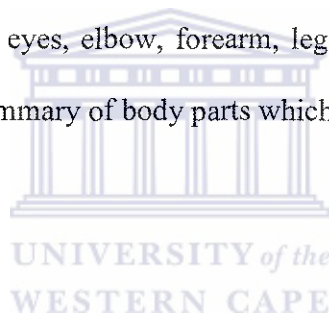 eyes, elbow, forearm, leg
mmary of body parts which
UNIVERSITY of the
WESTERN CAPE